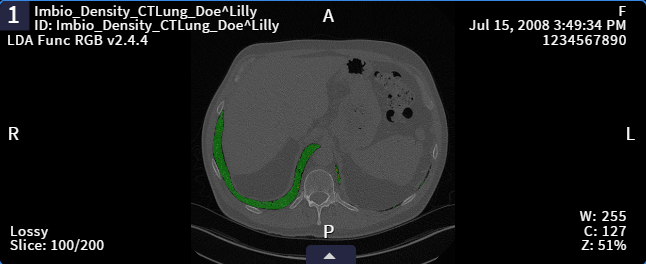 1
Imbio_Density_CTLung_Doe^Lilly
ID: Imbio_Density_CTLung_Doe^Lilly
LDA Func RGB v2.4.4
A
F
Jul 15, 2008 3:49:34 PM
1234567890
R
L
Lossy
Slice: 100/200
P
W: 255
C: 127
Z: 51%